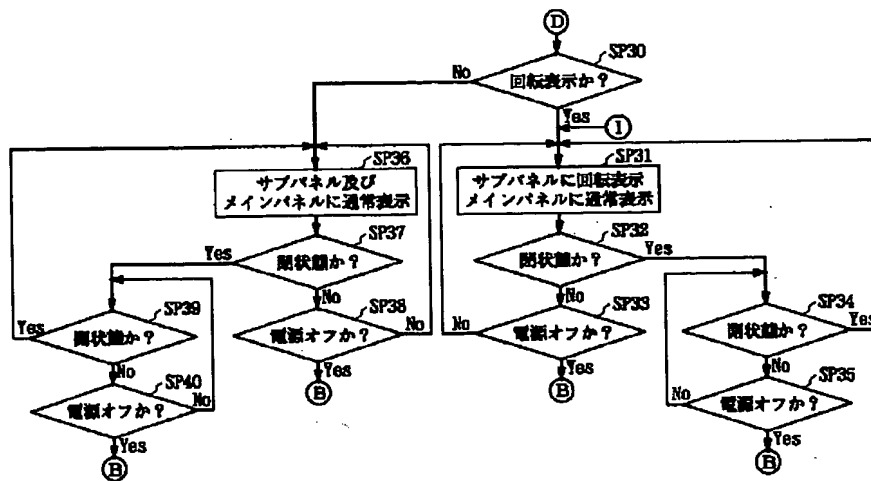 D
SP30
回転表示か?
No
Yes
I
SP36
サブパネル及び
メインパネルに通常表示
SP31
サブパネルに回転表示
メインパネルに通常表示
SP37
閉状態か?
Yes
No
SP32
閉状態か?
Yes
No
SP39
開状態か?
Yes
No
SP38
電源オフか?
No
Yes
B
SP33
電源オフか?
No
Yes
B
SP34
開状態か?
Yes
No
SP40
電源オフか?
No
Yes
B
SP35
電源オフか?
No
Yes
B